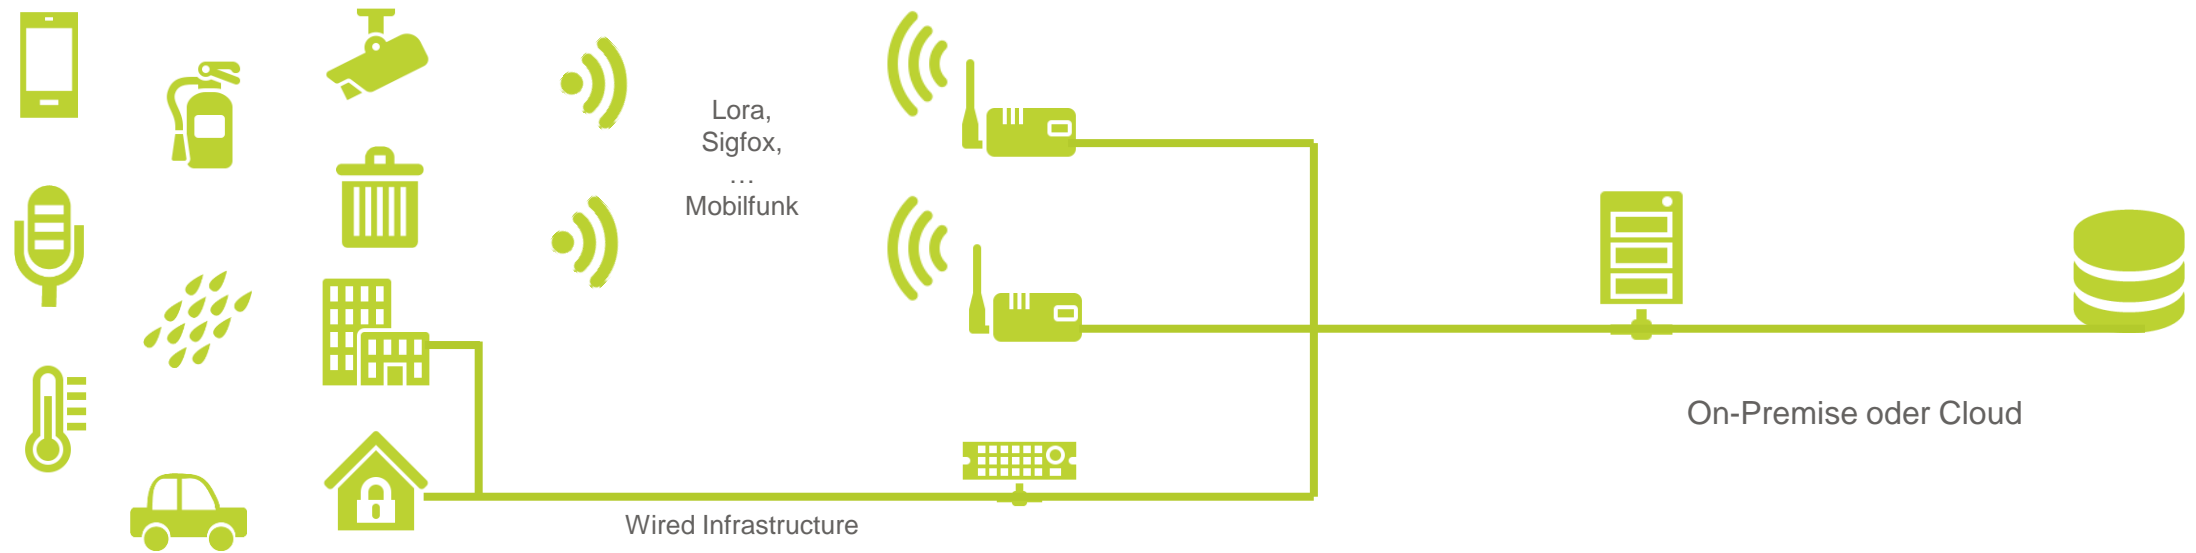 Lora,
Sigfox,
…
Mobilfunk
On-Premise oder Cloud
Wired Infrastructure